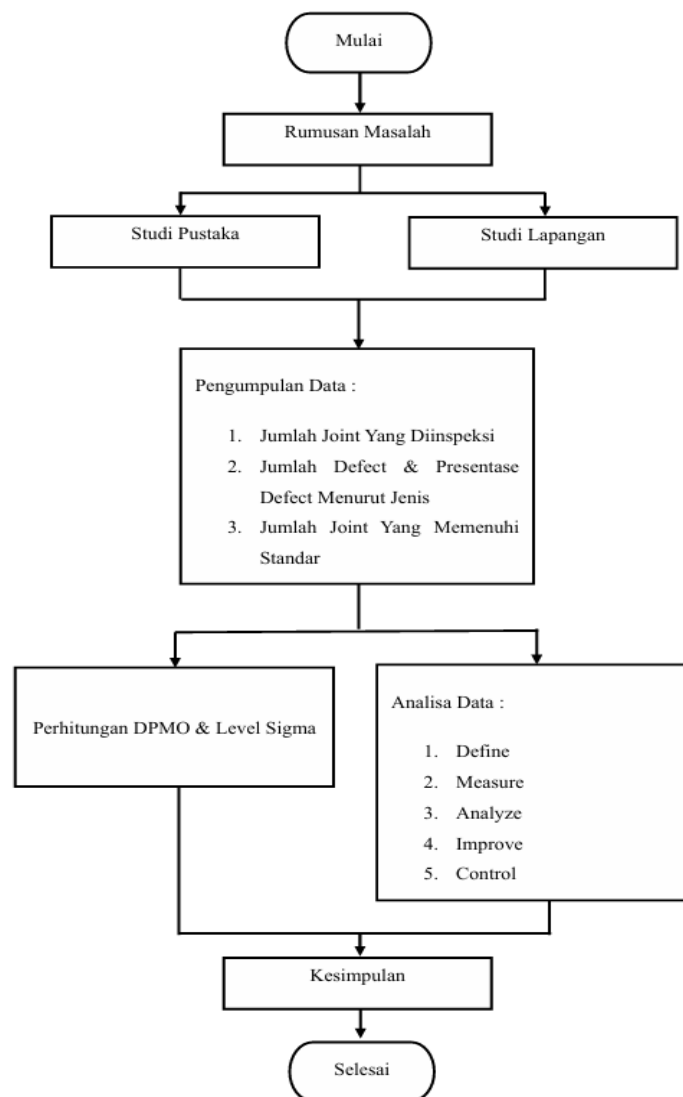 Mulai
Rumusan Masalah
Studi Pustaka
Studi Lapangan
Pengumpulan Data :
1. Jumlah Joint Yang Diinspeksi
2. Jumlah Defect & Presentase
Defect Menurut Jenis
3. Jumlah Joint Yang Memenuhi
Standar
Perhitungan DPMO & Level Sigma
Analisa Data :
1. Define
2. Measure
3. Analyze
4. Improve
5. Control
Kesimpulan
Selesai